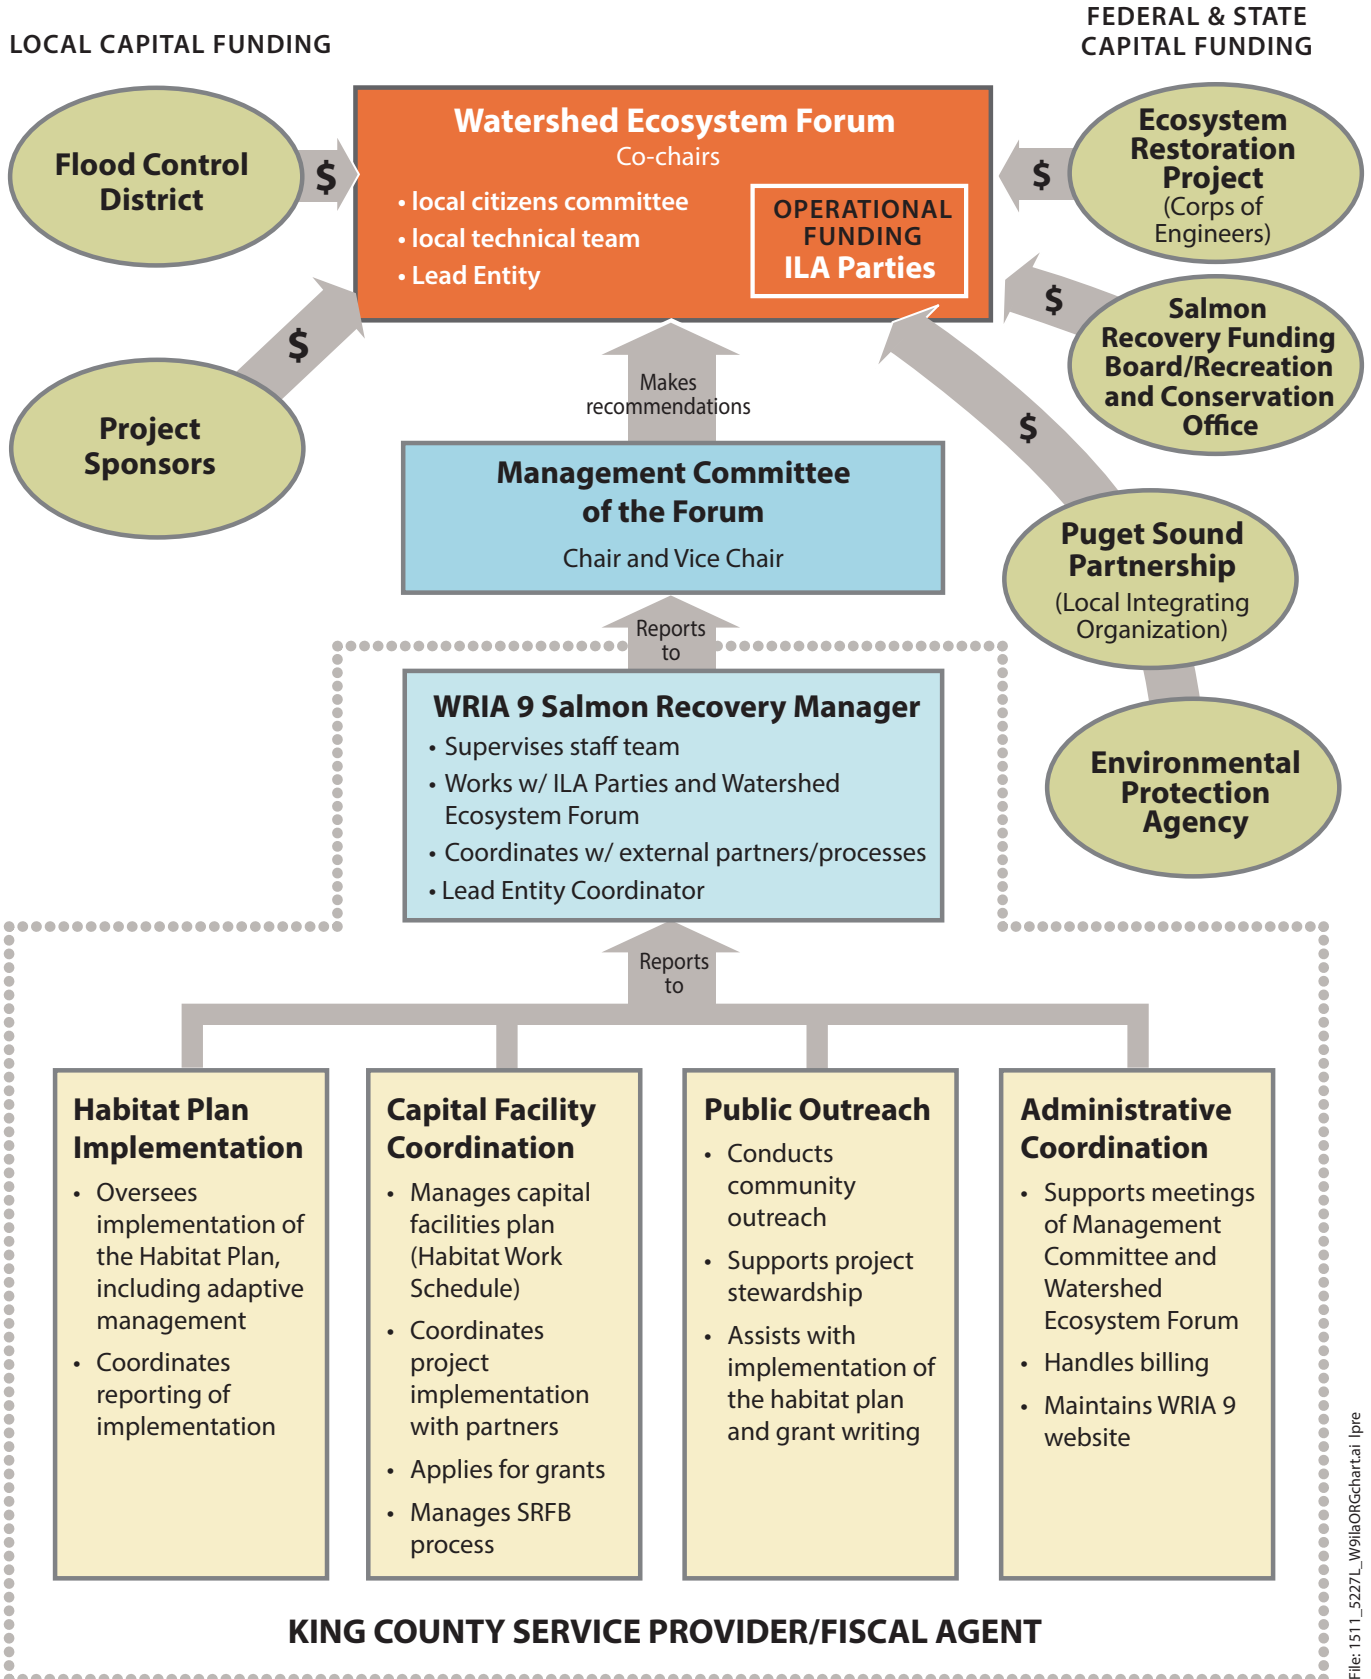 LOCAL CAPITAL FUNDING
FEDERAL & STATE
CAPITAL FUNDING
Flood Control
District
$
Watershed Ecosystem Forum
Co-chairs
• local citizens committee
• local technical team
• Lead Entity
OPERATIONAL
FUNDING
ILA Parties
$
Ecosystem
Restoration
Project
(Corps of
Engineers)
Project
Sponsors
$
$
Salmon
Recovery Funding
Board/Recreation
and Conservation
Office
Makes
recommendations
$
Management Committee
of the Forum
Chair and Vice Chair
Puget Sound
Partnership
(Local Integrating
Organization)
Reports
to
Environmental
Protection
Agency
WRIA 9 Salmon Recovery Manager
• Supervises staff team
• Works w/ ILA Parties and Watershed
Ecosystem Forum
• Coordinates w/ external partners/processes
• Lead Entity Coordinator
Reports
to
Habitat Plan
Implementation
• Oversees
implementation of
the Habitat Plan,
including adaptive
management
• Coordinates
reporting of
implementation
Capital Facility
Coordination
• Manages capital
facilities plan
(Habitat Work
Schedule)
• Coordinates
project
implementation
with partners
• Applies for grants
• Manages SRFB
process
Public Outreach
• Conducts
community
outreach
• Supports project
stewardship
• Assists with
implementation of
the habitat plan
and grant writing
Administrative
Coordination
• Supports meetings
of Management
Committee and
Watershed
Ecosystem Forum
• Handles billing
• Maintains WRIA 9
website
KING COUNTY SERVICE PROVIDER/FISCAL AGENT
File: 1511_5227L_W9ilaORGchart.ai lpre